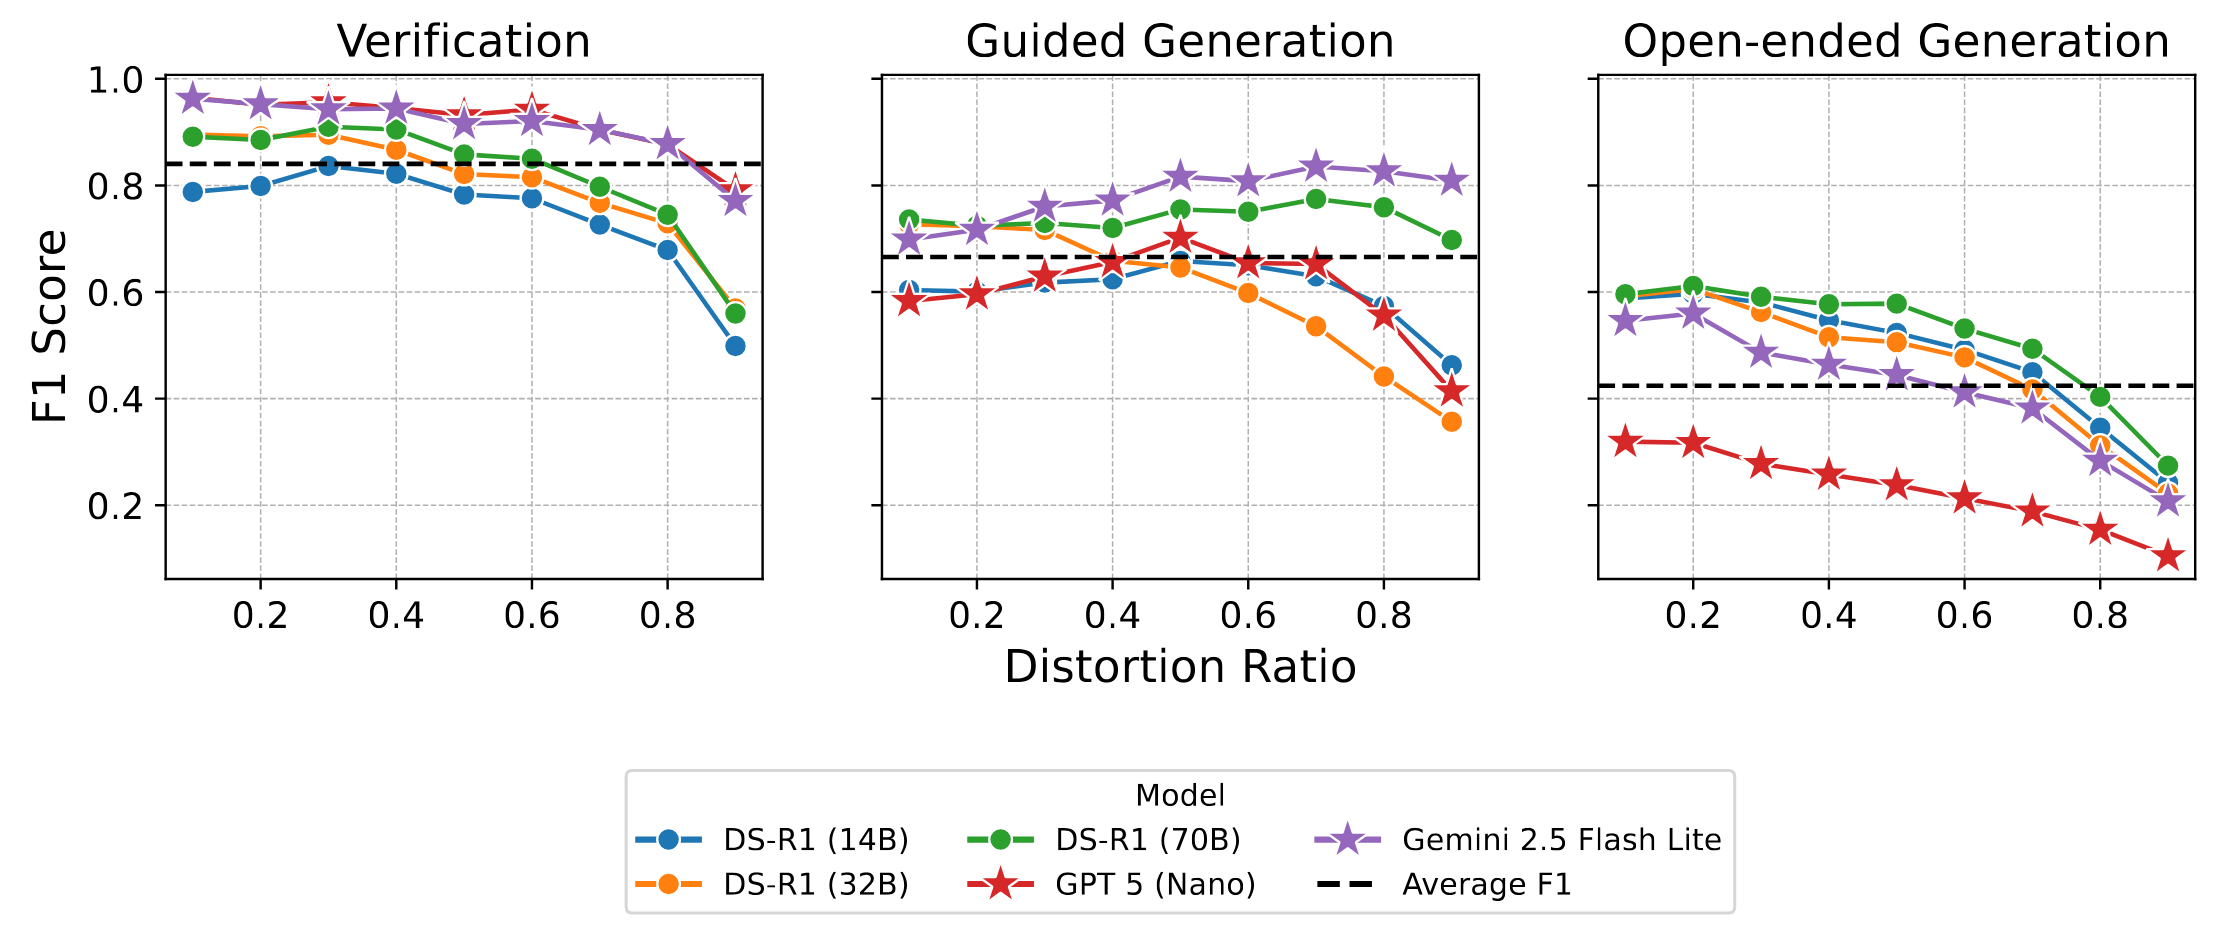 Verification Guided Generation Open-ended Generation
1.0
0.8
0.6
0.4
0.2
F1 Score
0.2 0.4 0.6 0.8 0.2 0.4 0.6 0.8 0.2 0.4 0.6 0.8
Distortion Ratio
Model
DS-R1 (14B) DS-R1 (70B) Gemini 2.5 Flash Lite
DS-R1 (32B) GPT 5 (Nano) Average F1